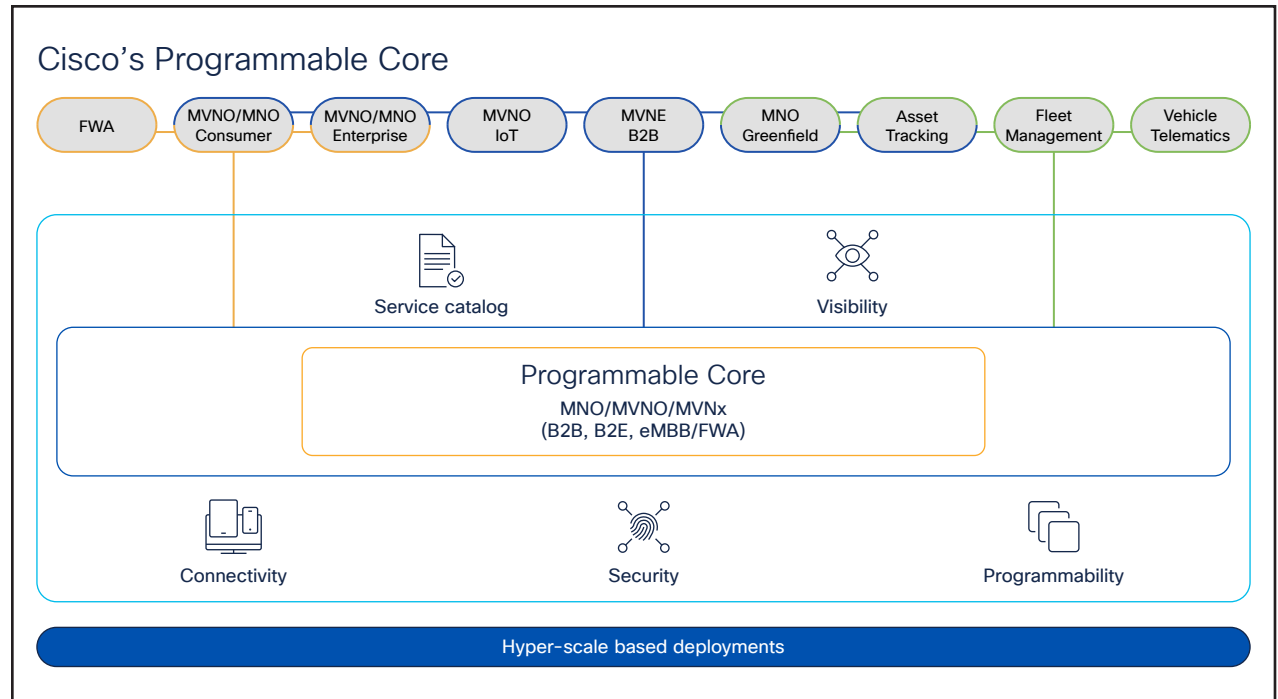 Cisco's Programmable Core
FWA
MVNO/MNO
Consumer
MVNO/MNO
Enterprise
MVNO
IoT
MVNE
B2B
MNO
Greenfield
Asset
Tracking
Fleet
Management
Vehicle
Telematics
Service catalog
Visibility
Programmable Core
MNO/MVNO/MVNx
(B2B, B2E, eMBB/FWA)
Connectivity
Security
Programmability
Hyper-scale based deployments